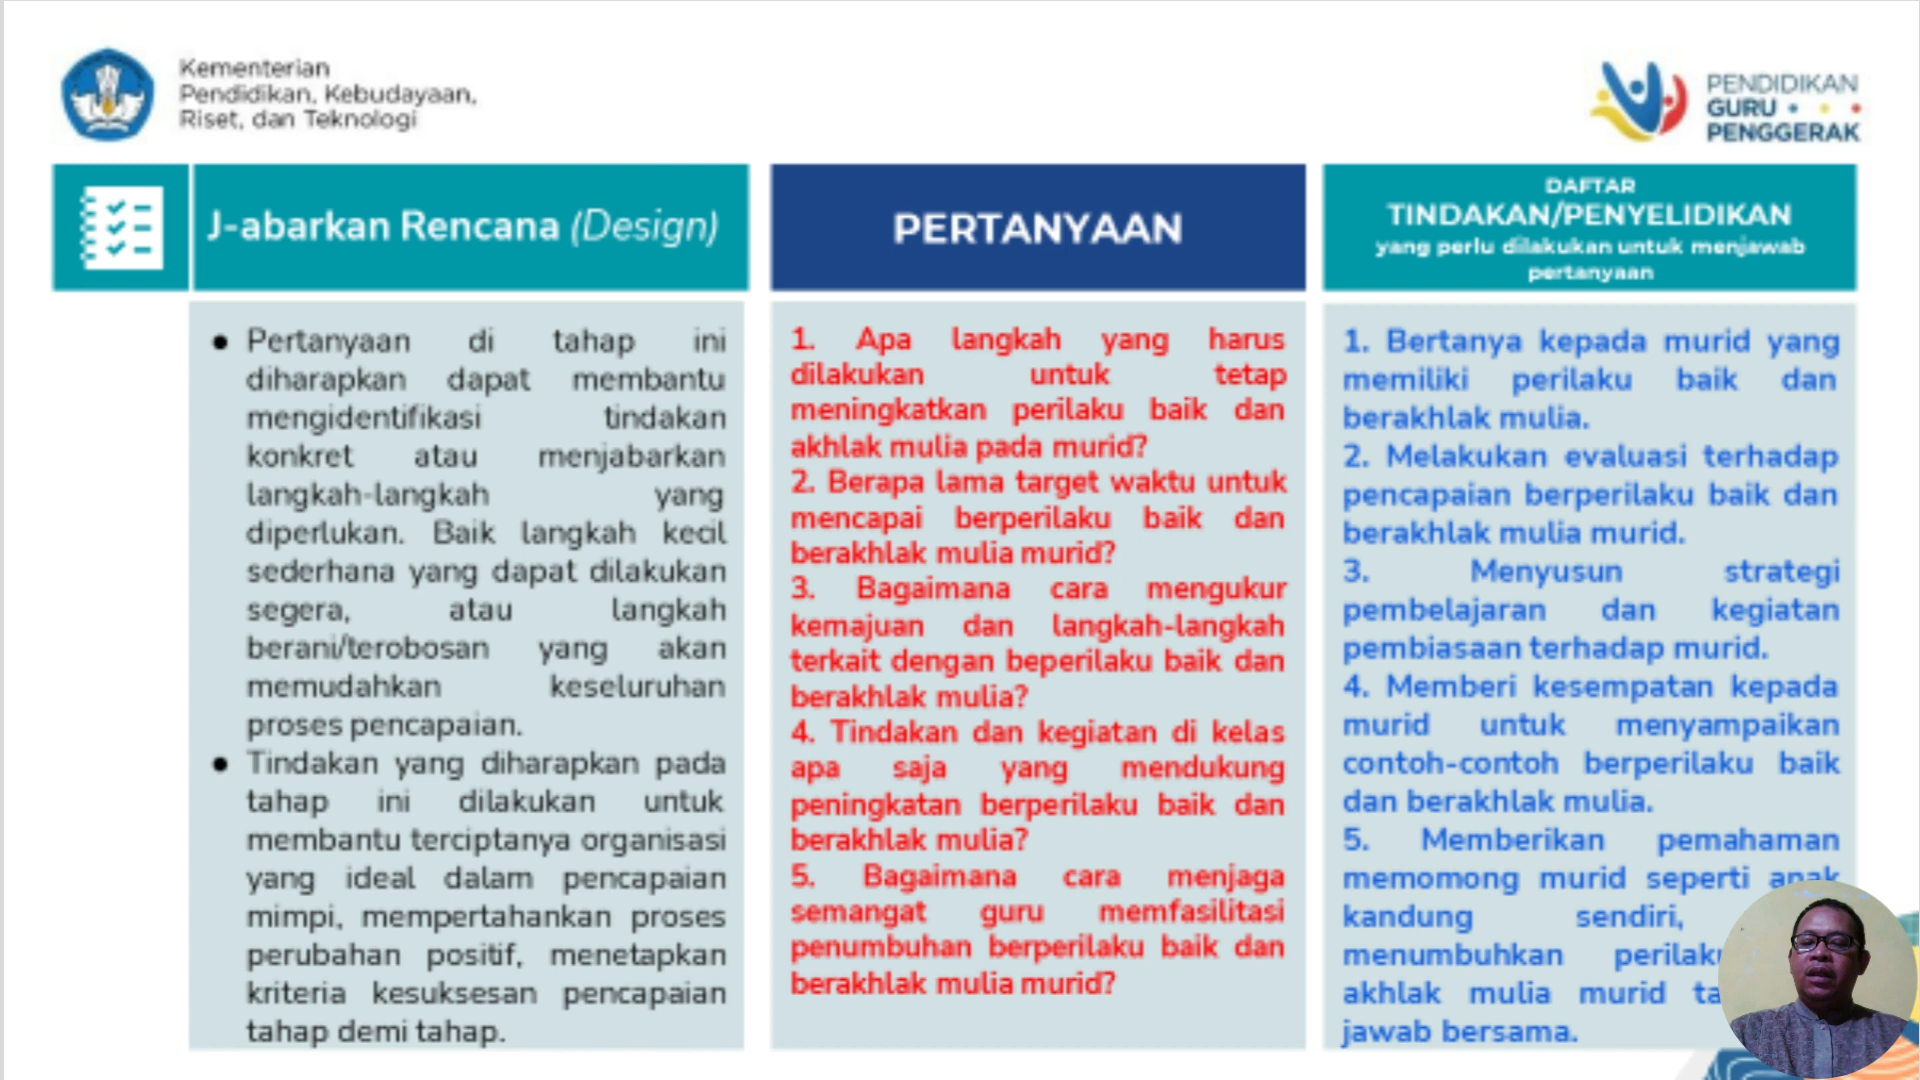 Kementerian
Pendidikan, Kebudayaan,
Riset, dan Teknologi
PENDIDIKAN
GURU
PENGGERAK
J-abarkan Rencana (Design)
● Pertanyaan di tahap ini
diharapkan dapat membantu
mengidentifikasi tindakan
konkret atau menjabarkan
langkah-langkah yang
diperlukan. Baik langkah kecil
sederhana yang dapat dilakukan
segera, atau langkah
berani/terobosan yang akan
memudahkan keseluruhan
proses pencapaian.
● Tindakan yang diharapkan pada
tahap ini dilakukan untuk
membantu terciptanya organisasi
yang ideal dalam pencapaian
mimpi, mempertahankan proses
perubahan positif, menetapkan
kriteria kesuksesan pencapaian
tahap demi tahap.
PERTANYAAN
1. Apa langkah yang harus
dilakukan untuk tetap
meningkatkan perilaku baik dan
akhlak mulia pada murid?
2. Berapa lama target waktu untuk
mencapai berperilaku baik dan
berakhlak mulia murid?
3. Bagaimana cara mengukur
kemajuan dan langkah-langkah
terkait dengan beperilaku baik dan
berakhlak mulia?
4. Tindakan dan kegiatan di kelas
apa saja yang mendukung
peningkatan berperilaku baik dan
berakhlak mulia?
5. Bagaimana cara menjaga
semangat guru memfasilitasi
penumbuhan berperilaku baik dan
berakhlak mulia murid?
DAFTAR
TINDAKAN/PENYELIDIKAN
yang perlu dilakukan untuk menjawab
pertanyaan
1. Bertanya kepada murid yang
memiliki perilaku baik dan
berakhlak mulia.
2. Melakukan evaluasi terhadap
pencapaian berperilaku baik dan
berakhlak mulia murid.
3. Menyusun strategi
pembelajaran dan kegiatan
pembiasaan terhadap murid.
4. Memberi kesempatan kepada
murid untuk menyampaikan
contoh-contoh berperilaku baik
dan berakhlak mulia.
5. Memberikan pemahaman
memomong murid seperti anak
kandung sendiri,
menumbuhkan
akhlak mulia murid
jawab bersama.